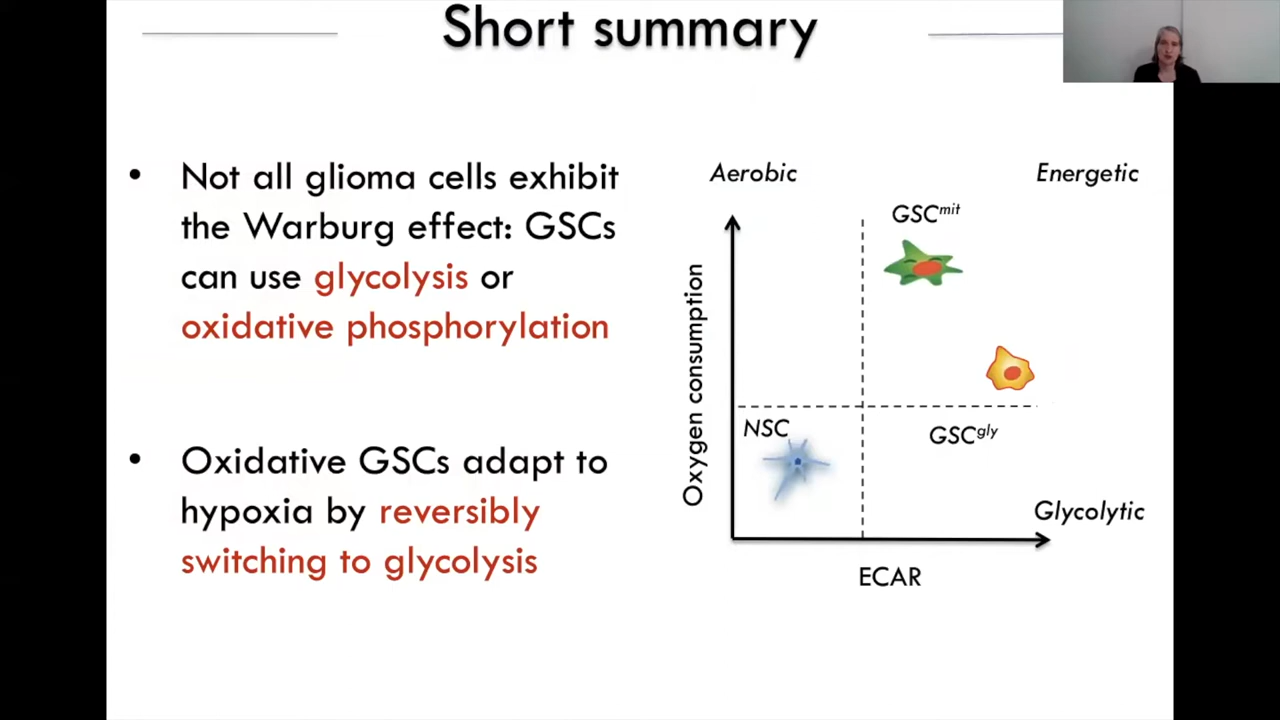 Short summary
• Not all glioma cells exhibit
the Warburg effect: GSCs
can use glycolysis or
oxidative phosphorylation
• Oxidative GSCs adapt to
hypoxia by reversibly
switching to glycolysis
Aerobic
Energetic
GSCmit
Oxygen consumption
NSC
GSCgly
Glycolytic
ECAR